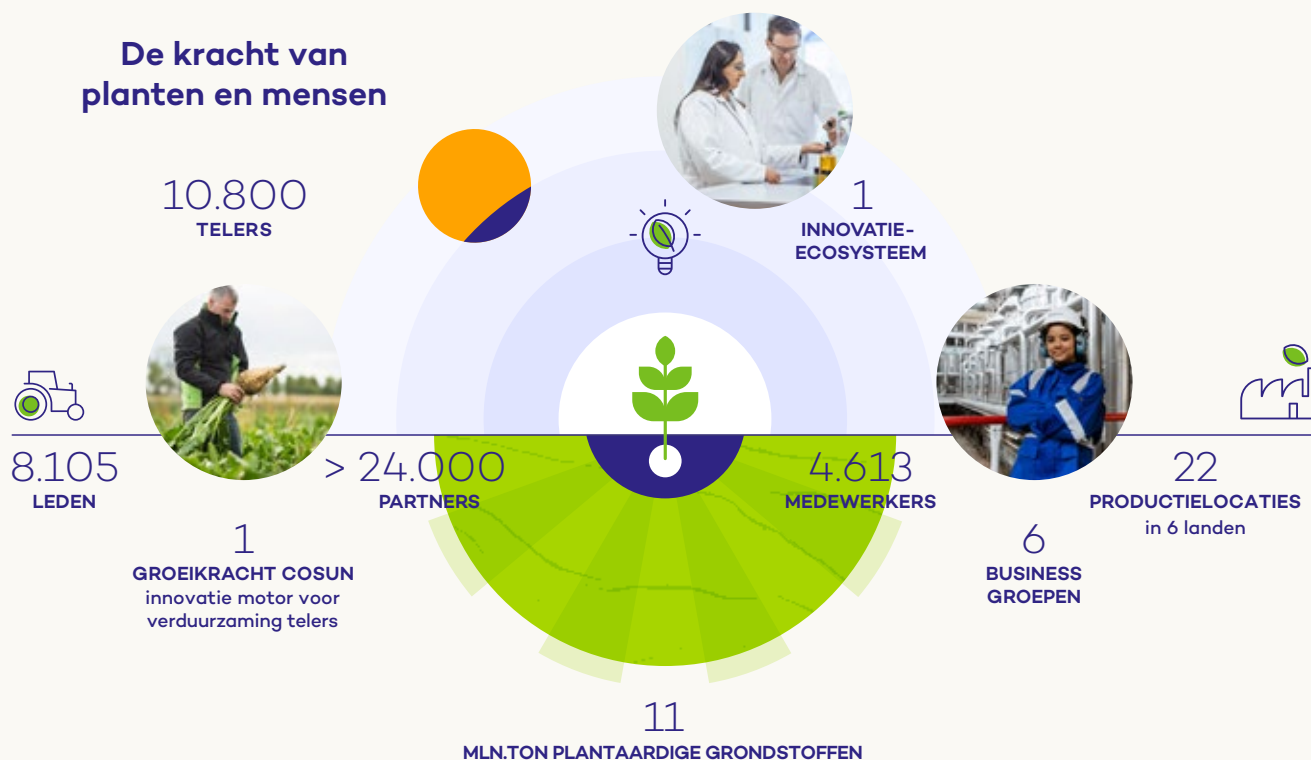 De kracht van
planten en mensen
10.800
TELERS
1
INNOVATIE-
ECOSYSTEEM
8.105
LEDEN
> 24.000
PARTNERS
4.613
MEDEWERKERS
22
PRODUCTIELOCATIES
in 6 landen
1
GROEIKRACHT COSUN
innovatie motor voor
verduurzaming telers
6
BUSINESS
GROEPEN
11
MLN.TON PLANTAARDIGE GRONDSTOFFEN